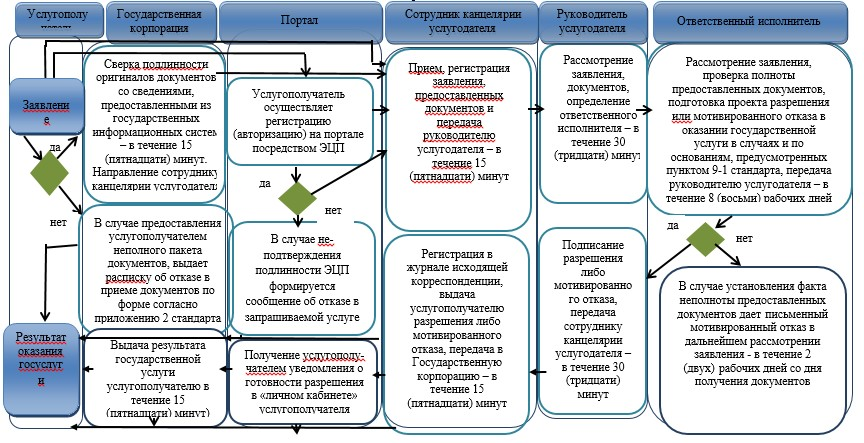 Услугополу
чатель
Государственная
корпорация
Портал
Сотрудник канцелярии
услугодателя
Руководитель
услугодателя
Ответственный исполнитель
Заявлени
е
да
нет
Результат
оказания
госуслуг
и
Сверка подлинности
оригиналов документов
со сведениями,
предоставленными из
государственных
информационных систем
– в течение 15
(пятнадцати) минут.
Направление сотруднику
канцелярии услугодателя
В случае предоставления
услугополучателем
неполного пакета
документов, выдает
расписку об отказе в
приеме документов по
форме согласно
приложению 2 стандарта
Выдача результата
государственной
услуги
услугополучателю в
течение 15
(пятнадцати) минут)
Услугополучатель
осуществляет
регистрацию
(авторизацию) на портале
посредством ЭЦП
да
нет
В случае не-
подтверждения
подлинности ЭЦП
формируется
сообщение об отказе в
запрашиваемой услуге
Получение услугополу-
чателем уведомления о
готовности разрешения
в «личном кабинете»
услугополучателя
Прием, регистрация
заявления,
предоставленных
документов и
передача
руководителю
услугодателя – в
течение 15
(пятнадцати) минут
Регистрация в
журнале исходящей
корреспонденции,
выдача
услугополучателю
разрешения либо
мотивированного
отказа, передача в
Государственную
корпорацию – в
течение 15
(пятнадцати) минут
Рассмотрение
заявления,
документов,
определение
ответственного
исполнителя – в
течение 30
(тридцати) минут
Подписание
разрешения
либо
мотивированно
го отказа,
передача
сотруднику
канцелярии
услугодателя –
в течение 30
(тридцати)
минут
Рассмотрение заявления,
проверка полноты
предоставленных документов,
подготовка проекта разрешения
или мотивированного отказа в
оказании государственной
услуги в случаях и по
основаниям, предусмотренных
пунктом 9-1 стандарта, передача
руководителю услугодателя – в
течение 8 (восьми) рабочих дней
да
нет
В случае установления факта
неполноты предоставленных
документов дает письменный
мотивированный отказ в
дальнейшем рассмотрении
заявления - в течение 2
(двух) рабочих дней со дня
получения документов